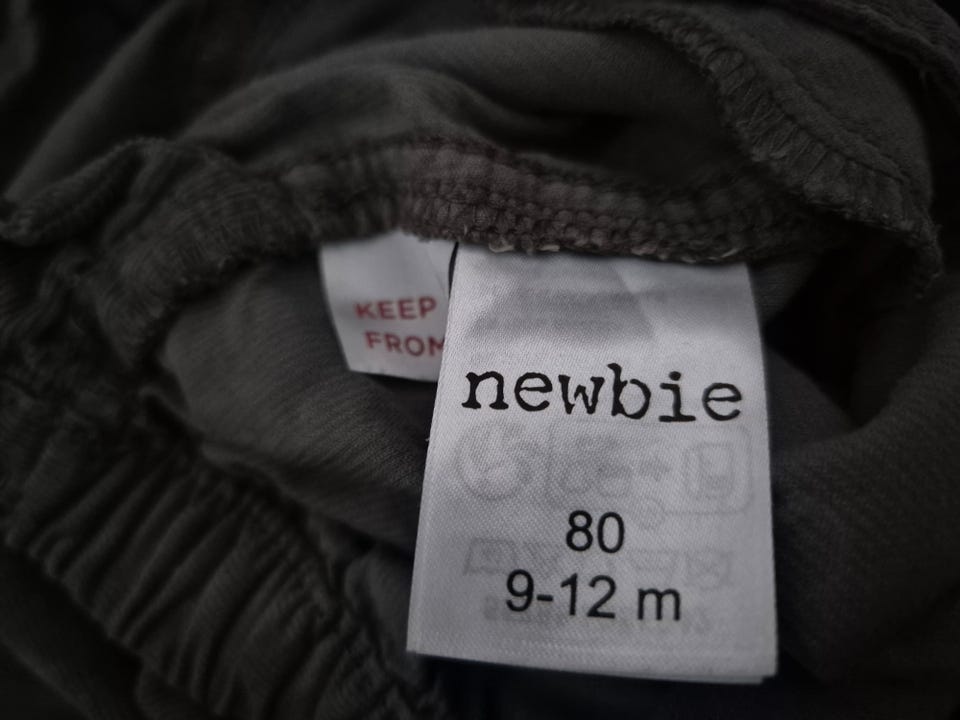 KEEP
FROM
newbie
80
9-12 m